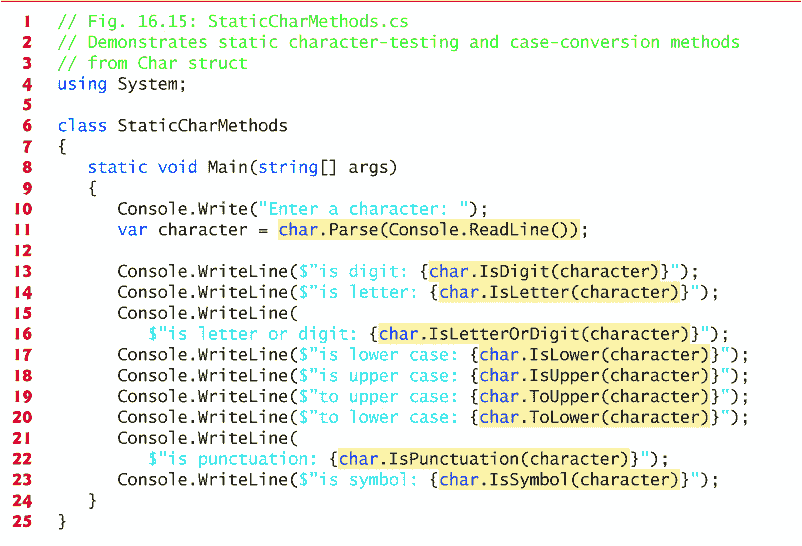 1 // Fig. 16.15: StaticCharMethods.cs
2 // Demonstrates static character-testing and case-conversion methods
3 // from Char struct
4 using System;
5
6 class StaticCharMethods
7 {
8 static void Main(string[] args)
9 {
10 Console.Write("Enter a character: ");
11 var character = char.Parse(Console.ReadLine());
12
13 Console.WriteLine($"is digit: {char.IsDigit(character)}");
14 Console.WriteLine($"is letter: {char.IsLetter(character)}");
15 Console.WriteLine(
16 $"is letter or digit: {char.IsLetterOrDigit(character)}");
17 Console.WriteLine($"is lower case: {char.IsLower(character)}");
18 Console.WriteLine($"is upper case: {char.IsUpper(character)}");
19 Console.WriteLine($"to upper case: {char.ToUpper(character)}");
20 Console.WriteLine($"to lower case: {char.ToLower(character)}");
21 Console.WriteLine(
22 $"is punctuation: {char.IsPunctuation(character)}");
23 Console.WriteLine($"is symbol: {char.IsSymbol(character)}");
24 }
25 }